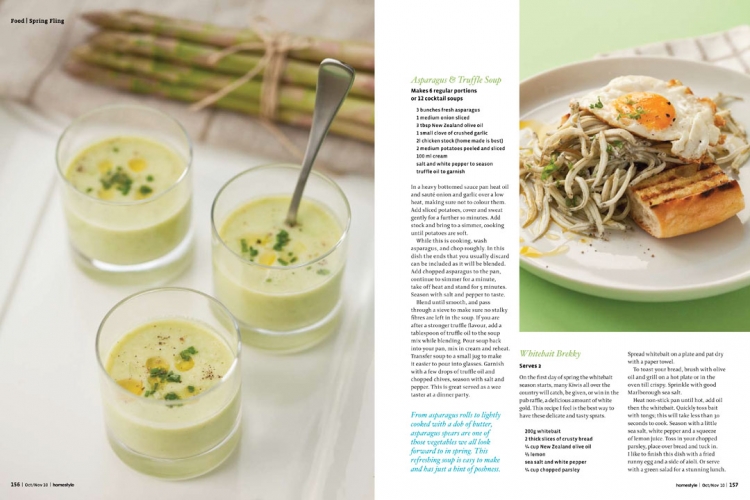 Food | Spring Fling
Asparagus & Truffle Soup
Makes 6 regular portions
or 12 cocktail soups
3 bunches fresh asparagus
1 medium onion sliced
3 tbsp New Zealand olive oil
1 small clove of crushed garlic
2l chicken stock (home made is best)
2 medium potatoes peeled and sliced
100 ml cream
salt and white pepper to season
truffle oil to garnish
In a heavy bottomed sauce pan heat oil
and sauté onion and garlic over a low
heat, making sure not to colour them.
Add sliced potatoes, cover and sweat
gently for a further 10 minutes. Add
stock and bring to a simmer, cooking
until potatoes are soft.
While this is cooking, wash
asparagus, and chop roughly. In this
dish the ends that you usually discard
can be included as it will be blended.
Add chopped asparagus to the pan,
continue to simmer for a minute,
take off heat and stand for 5 minutes.
Season with salt and pepper to taste.
Blend until smooth, and pass
through a sieve to make sure no stalky
fibres are left in the soup. If you are
after a stronger truffle flavour, add a
tablespoon of truffle oil to the soup
mix while blending. Pour soup back
into your pan, mix in cream and reheat.
Transfer soup to a small jug to make
it easier to pour into glasses. Garnish
with a few drops of truffle oil and
chopped chives, season with salt and
pepper. This is great served as a wee
taster at a dinner party.
From asparagus rolls to lightly
cooked with a dob of butter,
asparagus spears are one of
those vegetables we all look
forward to in spring. This
refreshing soup is easy to make
and has just a hint of poshness.
Whitebait Brekky
Serves 2
On the first day of spring the whitebait
season starts, many Kiwis all over the
country will catch, be given, or win in the
pub raffle, a delicious amount of white
gold. This recipe I feel is the best way to
have these delicate and tasty spurts.
200g whitebait
2 thick slices of crusty bread
¼ cup New Zealand olive oil
½ lemon
sea salt and white pepper
¼ cup chopped parsley
Spread whitebait on a plate and pat dry
with a paper towel.
To toast your bread, brush with olive
oil and grill on a hot plate or in the
oven till crispy. Sprinkle with good
Marlborough sea salt.
Heat non-stick pan until hot, add oil
then the whitebait. Quickly toss bait
with tongs; this will take less than 30
seconds to cook. Season with a little
sea salt, white pepper and a squeeze
of lemon juice. Toss in your chopped
parsley, place over bread and tuck in.
I like to finish this dish with a fried
runny egg and a side of aioli. Or serve
with a green salad for a stunning lunch.
156 | Oct/Nov 10 | homestyle
homestyle | Oct/Nov 10 | 157